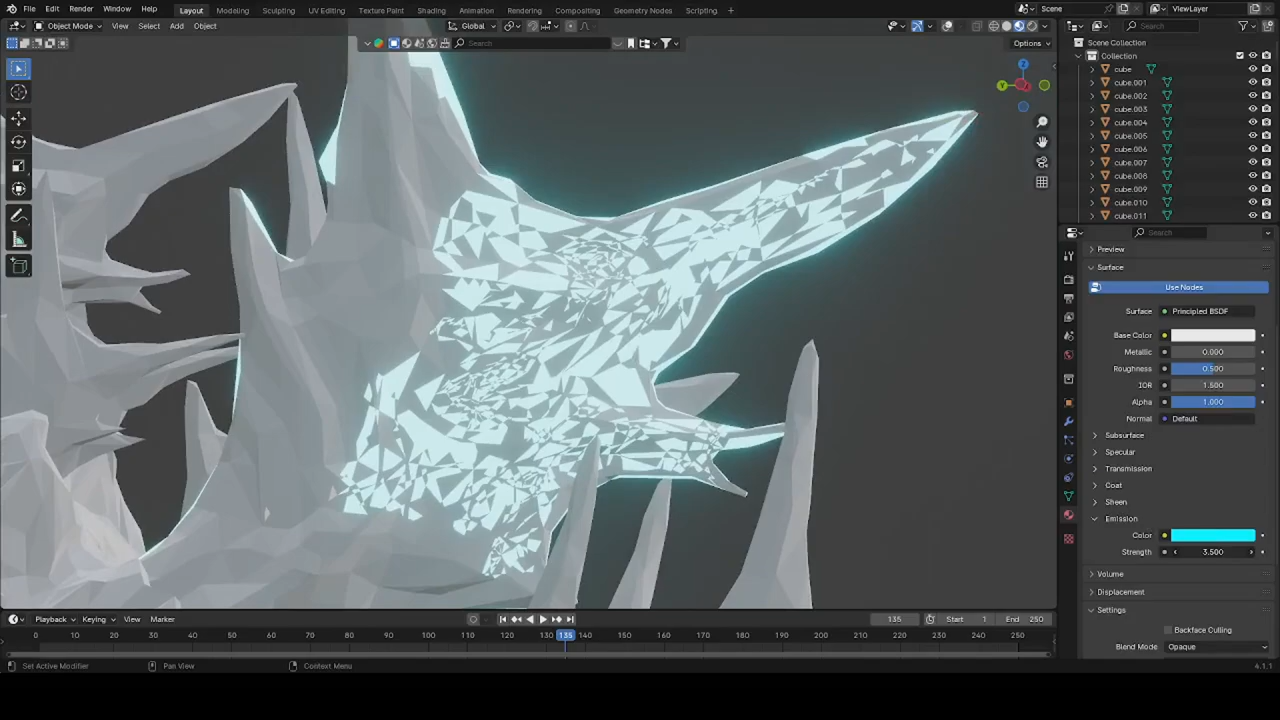 File Edit Render Window Help Layout Modeling Sculpting UV Editing Texture Paint Shading Animation Rendering Compositing Geometry Nodes Scripting + Scene ViewLayer
Object Mode View Select Add Object Global Search
Search Options
Scene Collection
Collection
cube
cube.001
cube.002
cube.003
cube.004
cube.005
cube.006
cube.007
cube.008
cube.009
cube.010
cube.011
Z
Y
Search
Preview
Surface
Use Nodes
Surface Principled BSDF
Base Color
Metallic 0.000
Roughness 0.500
IOR 1.500
Alpha 1.000
Normal Default
Subsurface
Specular
Transmission
Coat
Sheen
Emission
Color
Strength 3.500
Volume
Displacement
Settings
Backface Culling
Blend Mode Opaque
Playback Keying View Marker 135 Start 1 End 250
0 10 20 30 40 50 60 70 80 90 100 110 120 130 135 140 150 160 170 180 190 200 210 220 230 240 250
Set Active Modifier Pan View Context Menu 4.1.1